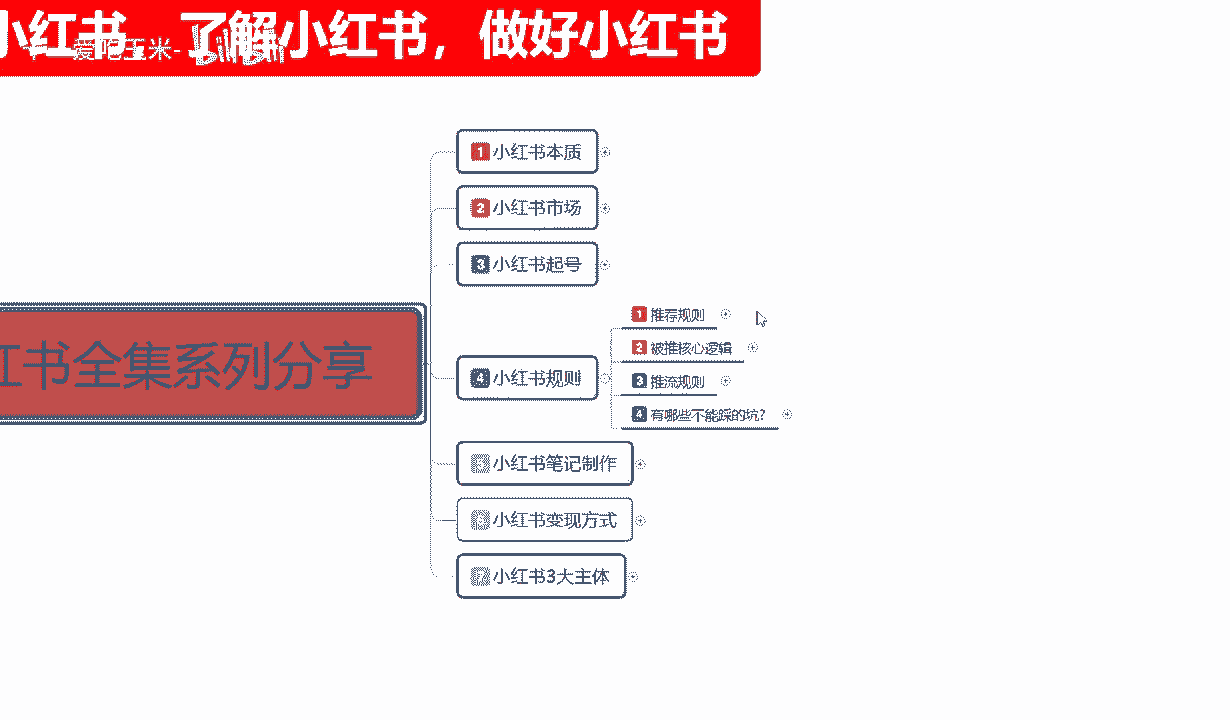 小红书，了解小红书，做好小红书
爱吃玉米- bilibili
1 小红书本质
2 小红书市场
3 小红书起号
1 推荐规则
2 被推核心逻辑
红书全集系列分享
4 小红书规则
3 推流规则
4 有哪些不能踩的坑？
小红书笔记制作
小红书变现方式
7 小红书3大主体